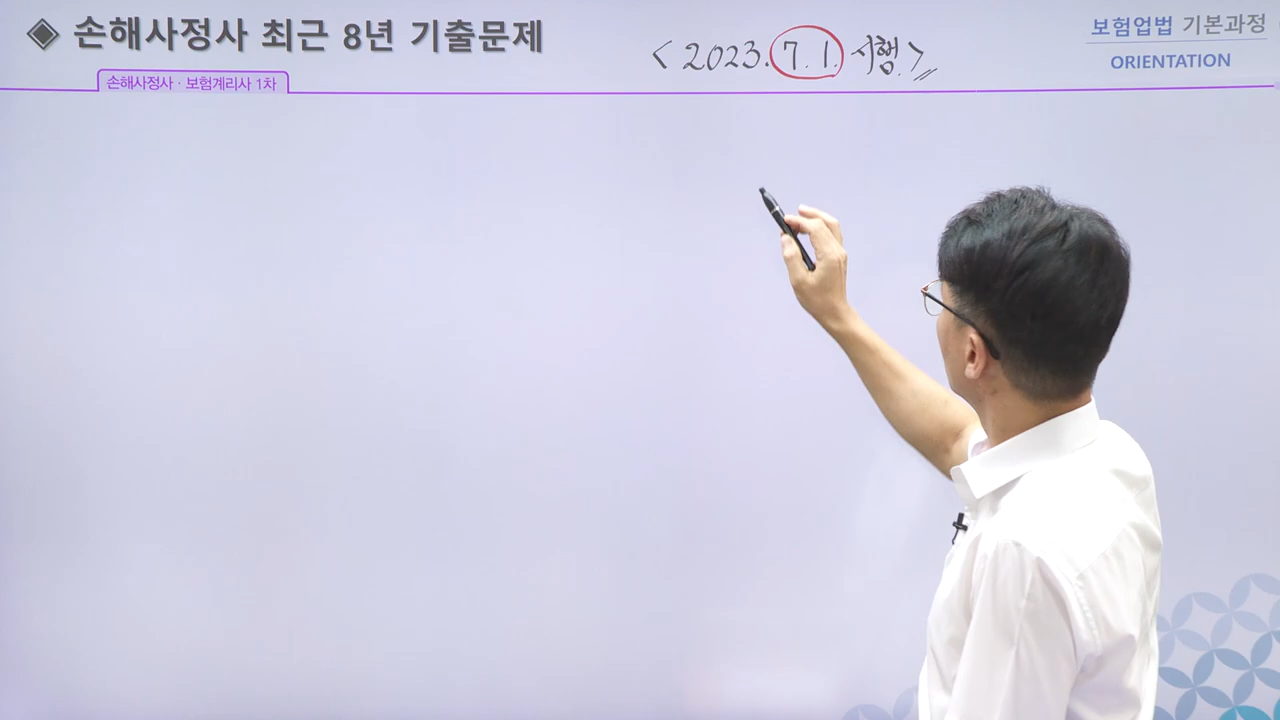 ◈ 손해사정사 최근 8년 기출문제
<2023.7.1. 시행>
보험업법 기본과정
ORIENTATION
손해사정사 · 보험계리사 1차